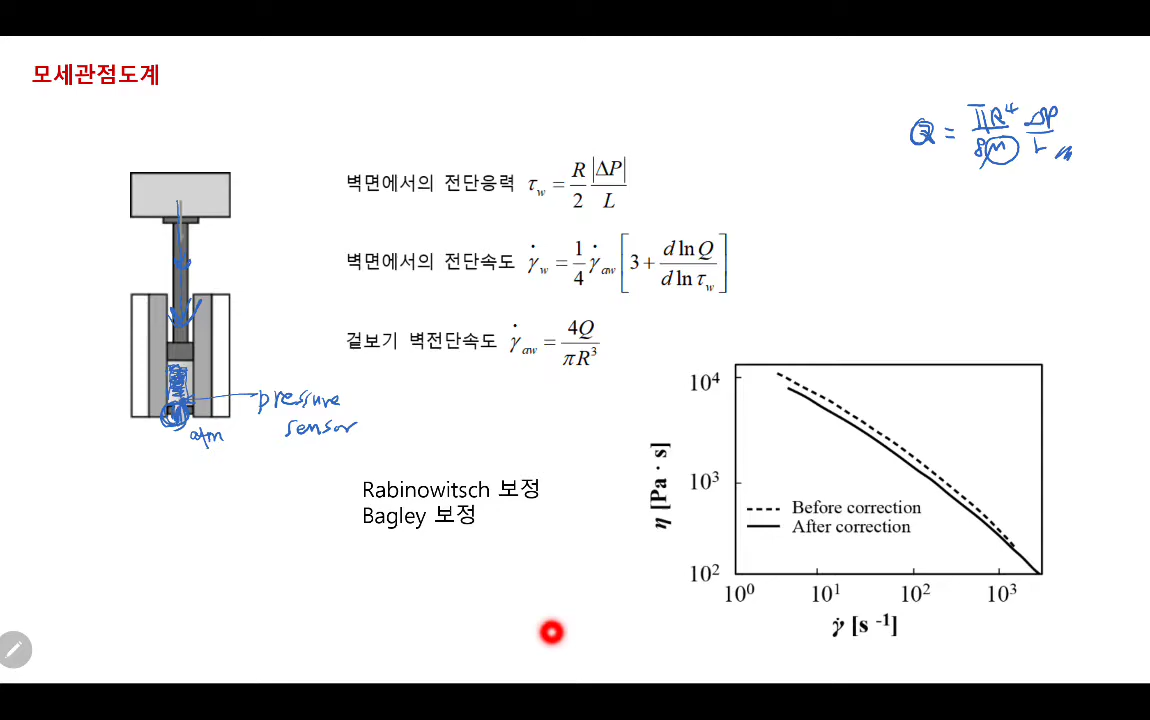 모세관점도계
Q = πR⁴/8μ ΔP/L
벽면에서의 전단응력 τ_w = R/2 |ΔP|/L
벽면에서의 전단속도 γ̇_w = 1/4 γ̇_aw [3 + d ln Q / d ln τ_w]
겉보기 벽전단속도 γ̇_aw = 4Q/πR³
pressure
sensor
atm
Rabinowitsch 보정
Bagley 보정
η [Pa · s]
10⁴
10³
10²
Before correction
After correction
10⁰ 10¹ 10² 10³
γ̇ [s ⁻¹]